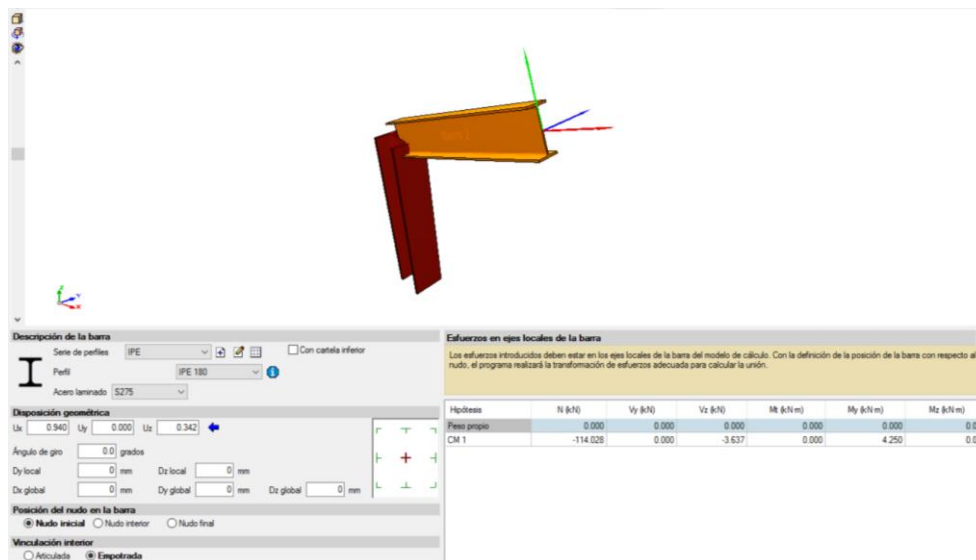 Descripción de la barra
Serie de perfiles IPE Con cartela inferior
Perfil IPE 180
Acero laminado S275
Disposición geométrica
Ux 0.940 Uy 0.000 Uz 0.342
Ángulo de giro 0.0 grados
Dy local 0 mm Dz local 0 mm
Dx global 0 mm Dy global 0 mm Dz global 0 mm
Posición del nudo en la barra
Nudo inicial Nudo interior Nudo final
Vinculación interior
Articulada Empotrada
Esfuerzos en ejes locales de la barra
Los esfuerzos introducidos deben estar en los ejes locales de la barra del modelo de cálculo. Con la definición de la posición de la barra con respecto al
nudo, el programa realizará la transformación de esfuerzos adecuada para calcular la unión.
Hipótesis N (kN) Vy (kN) Vz (kN) Mt (kN·m) My (kN·m) Mz (kN·m)
Peso propio 0.000 0.000 0.000 0.000 0.000 0.0
CM 1 -114.028 0.000 -3.637 0.000 4.250 0.0